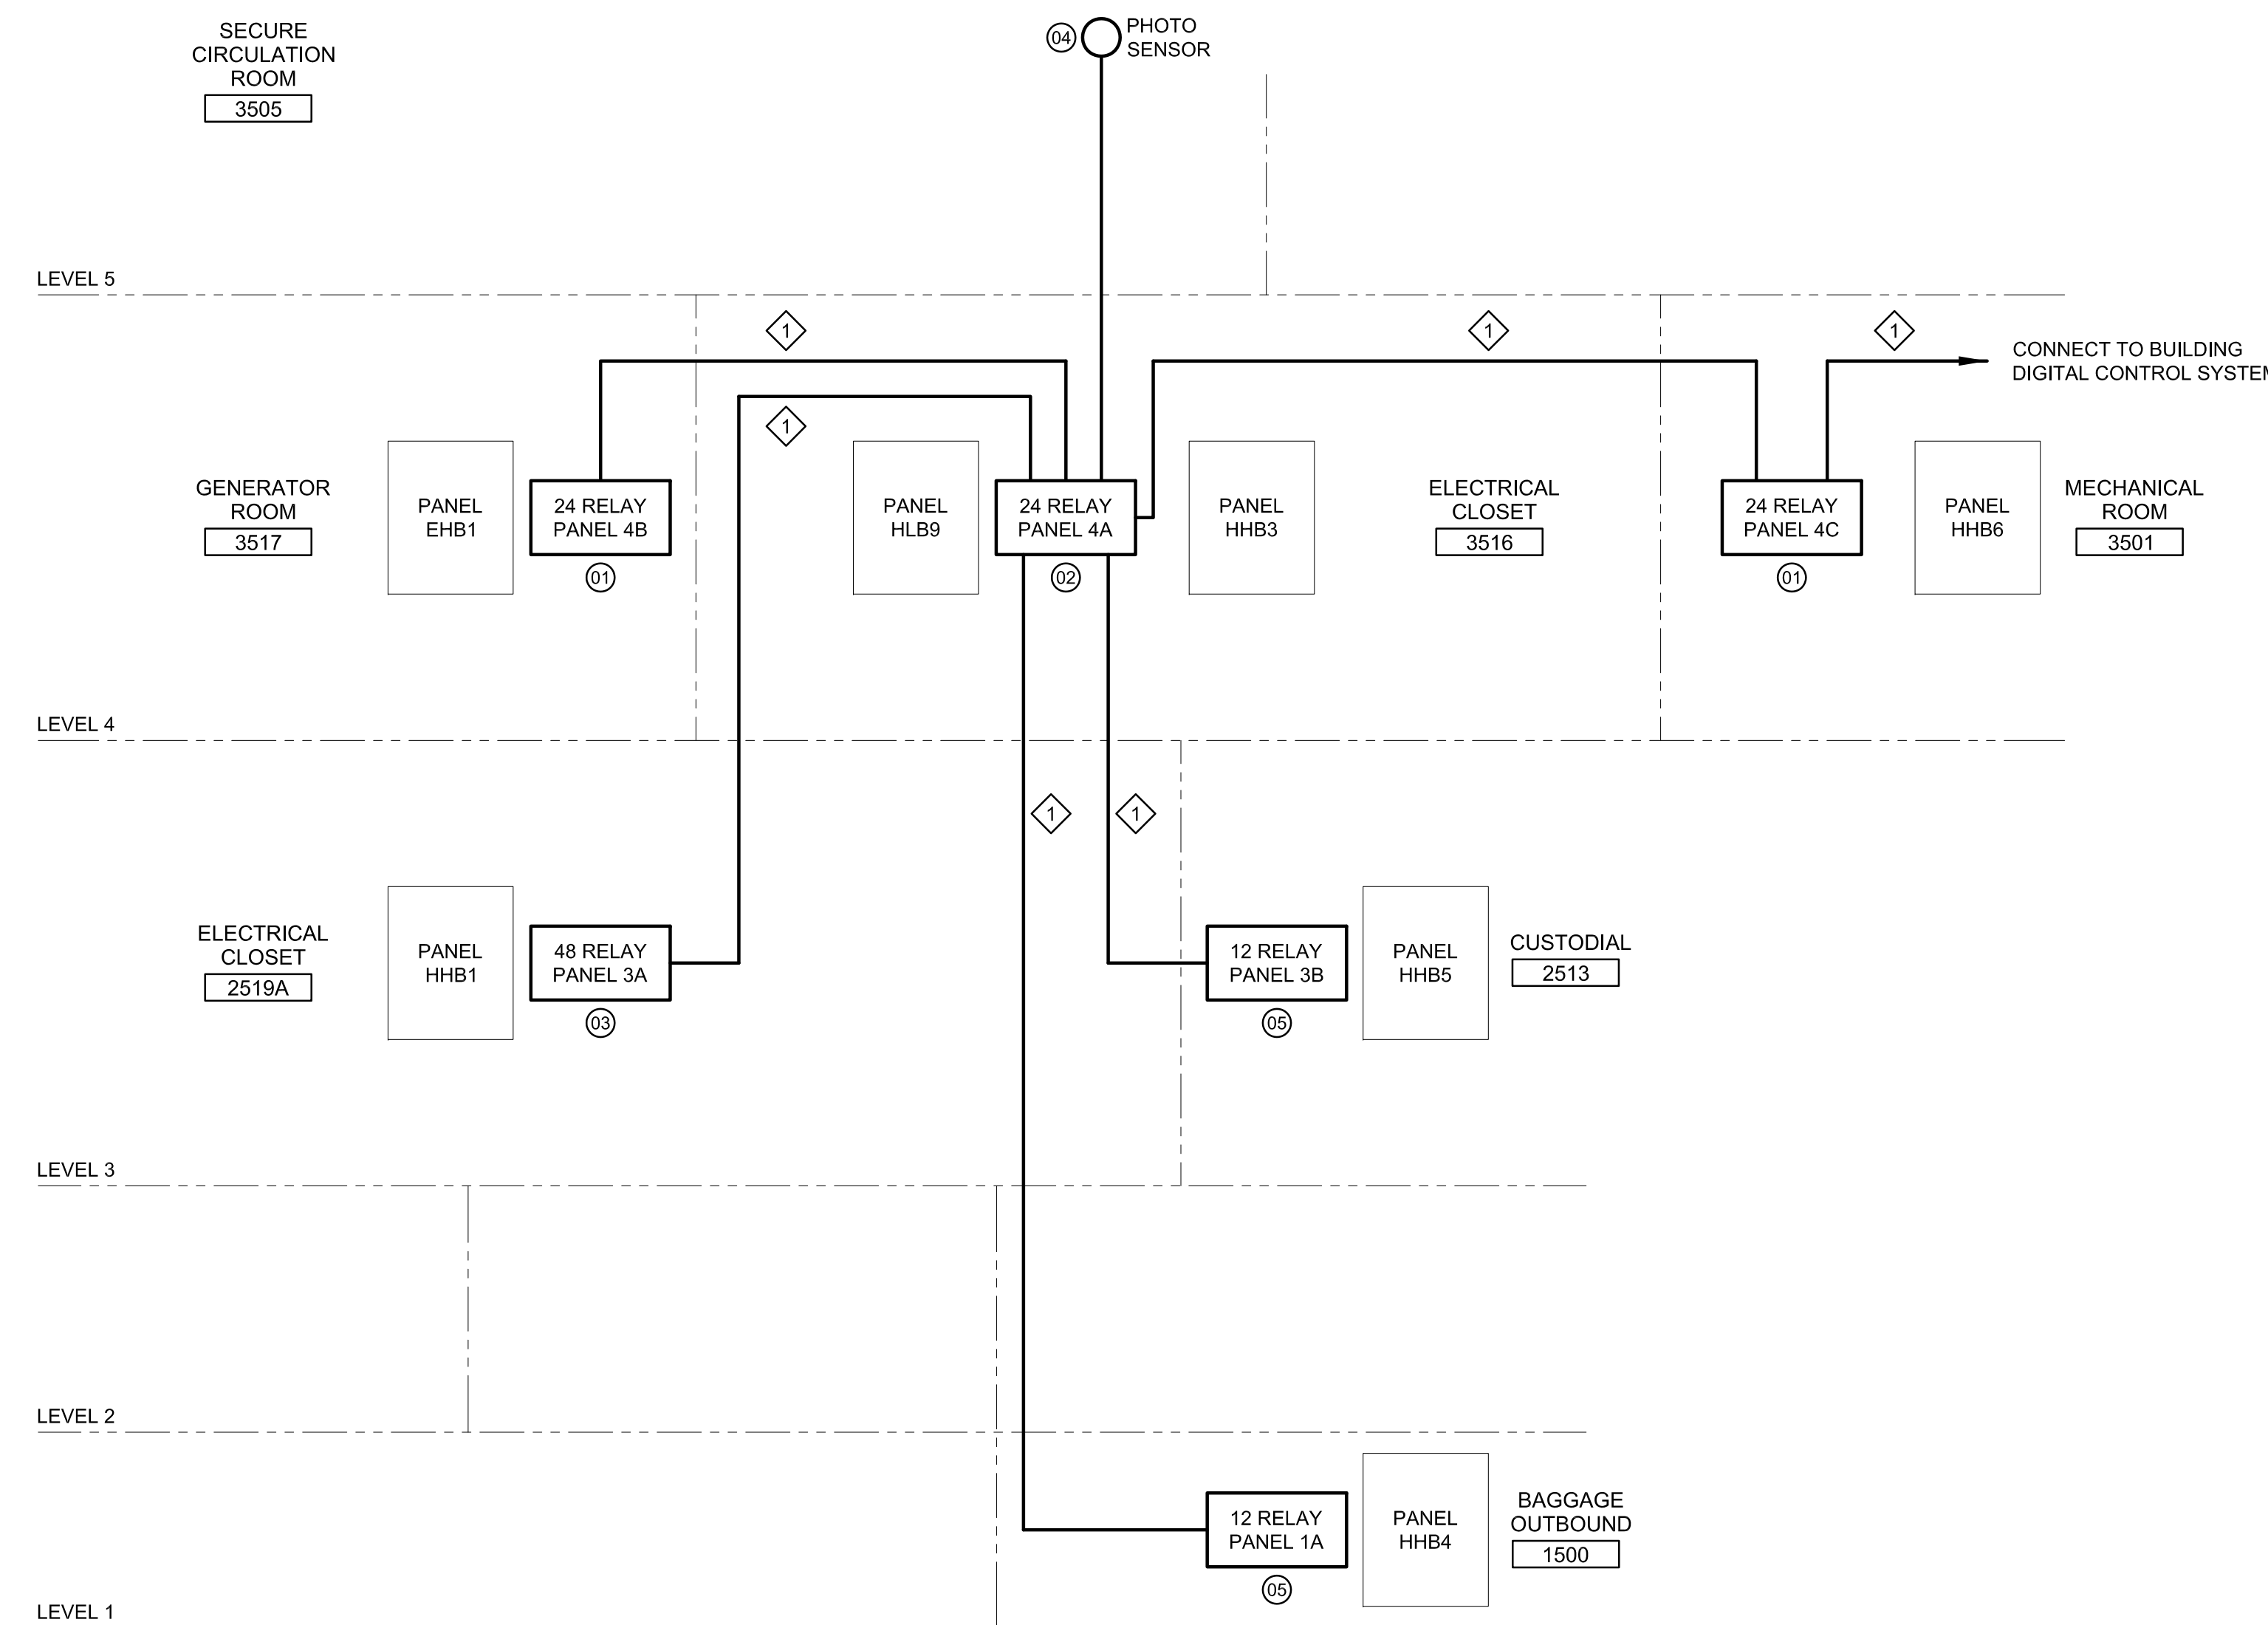 SECURE
CIRCULATION
ROOM
3505
04
PHOTO
SENSOR
LEVEL 5
1
1
1
CONNECT TO BUILDING
DIGITAL CONTROL SYSTEM
1
GENERATOR
ROOM
3517
PANEL
EHB1
24 RELAY
PANEL 4B
01
PANEL
HLB9
24 RELAY
PANEL 4A
02
PANEL
HHB3
ELECTRICAL
CLOSET
3516
24 RELAY
PANEL 4C
01
PANEL
HHB6
MECHANICAL
ROOM
3501
LEVEL 4
1
1
ELECTRICAL
CLOSET
2519A
PANEL
HHB1
48 RELAY
PANEL 3A
03
12 RELAY
PANEL 3B
05
PANEL
HHB5
CUSTODIAL
2513
LEVEL 3
LEVEL 2
12 RELAY
PANEL 1A
05
PANEL
HHB4
BAGGAGE
OUTBOUND
1500
LEVEL 1